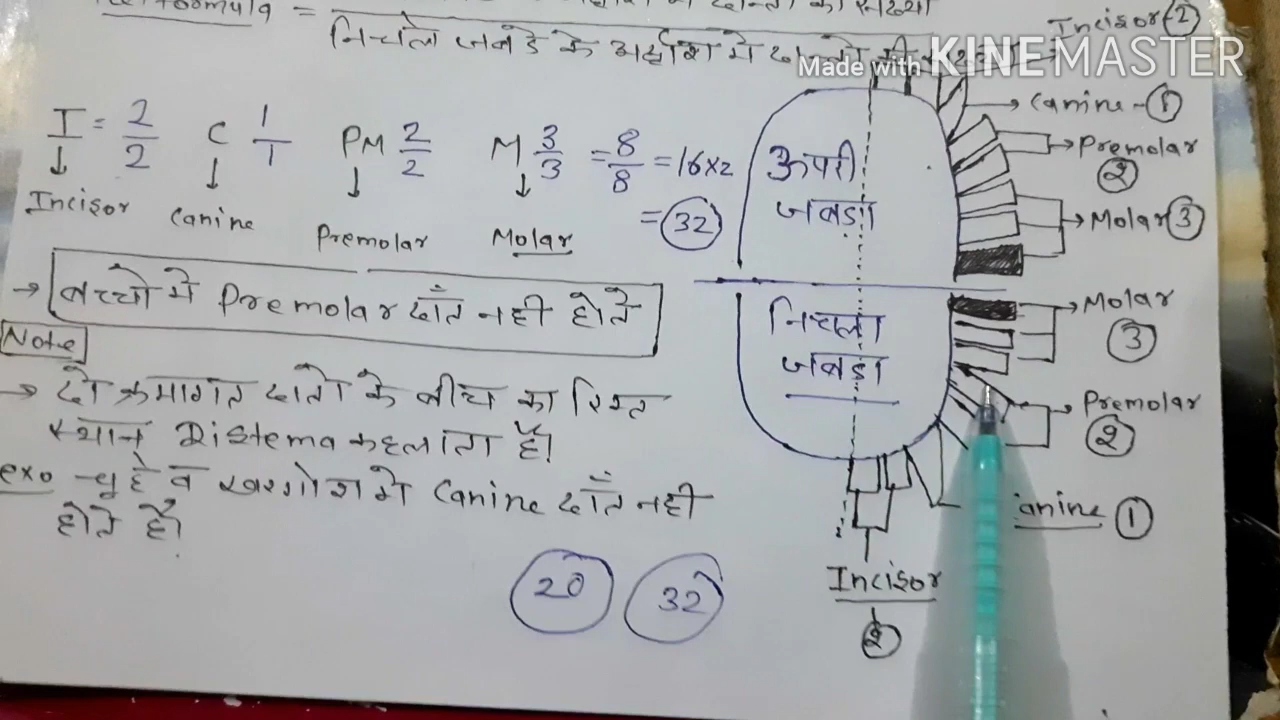 formula =
निचले जबडे के अर्द्धांश मे दान्तो की
Made with KINEMASTER
I = 2/2 C 1/1 PM 2/2 M 3/3 = 8/8 = 16x2
= 32
Incisor Canine Premolar Molar
→ बच्चो मे Premolar दाँत नही होते
Note
→ दो क्रमागत दातो के बीच का रिक्त
स्थान Distema कहलाता है।
exo चुहे व खरगोश मे Canine दाँत नही
होते है।
20 32
Incisor-2
Canine-1
Premolar
2
Molar 3
ऊपरी
जबडा
निचला
जबडा
Molar
3
Premolar
2
anine 1
Incisor
2